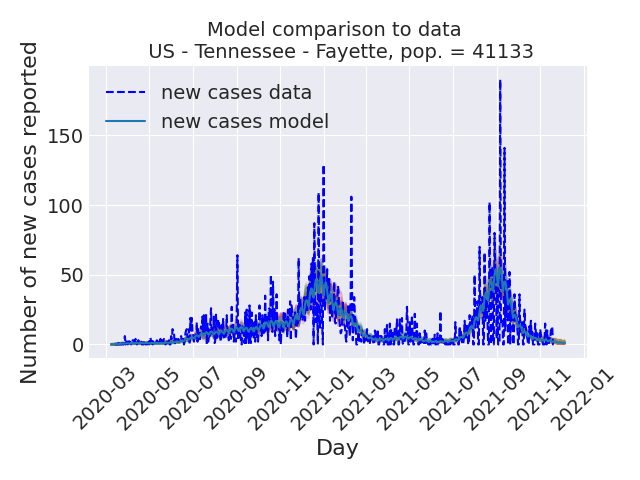 Model comparison to data
US - Tennessee - Fayette, pop. = 41133
Number of new cases reported
new cases data
new cases model
150
100
50
0
2020-03
2020-05
2020-07
2020-09
2020-11
2021-01
2021-03
2021-05
2021-07
2021-09
2021-11
2022-01
Day